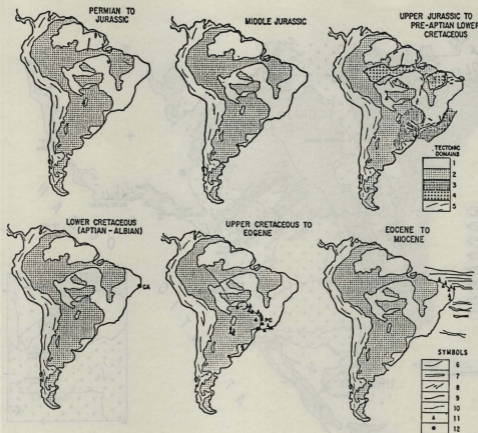 PERMIAN TO
JURASSIC
MIDDLE JURASSIC
UPPER JURASSIC TO
PRE-APTIAN LOWER
CRETACEOUS
TECTONIC
DOMAINS
1
2
3
4
5
LOWER CRETACEOUS
(APTIAN - ALBIAN)
CA
UPPER CRETACEOUS TO
EOGENE
PC
EOCENE TO
MIOCENE
SYMBOLS
6
7
8
9
10
11
12